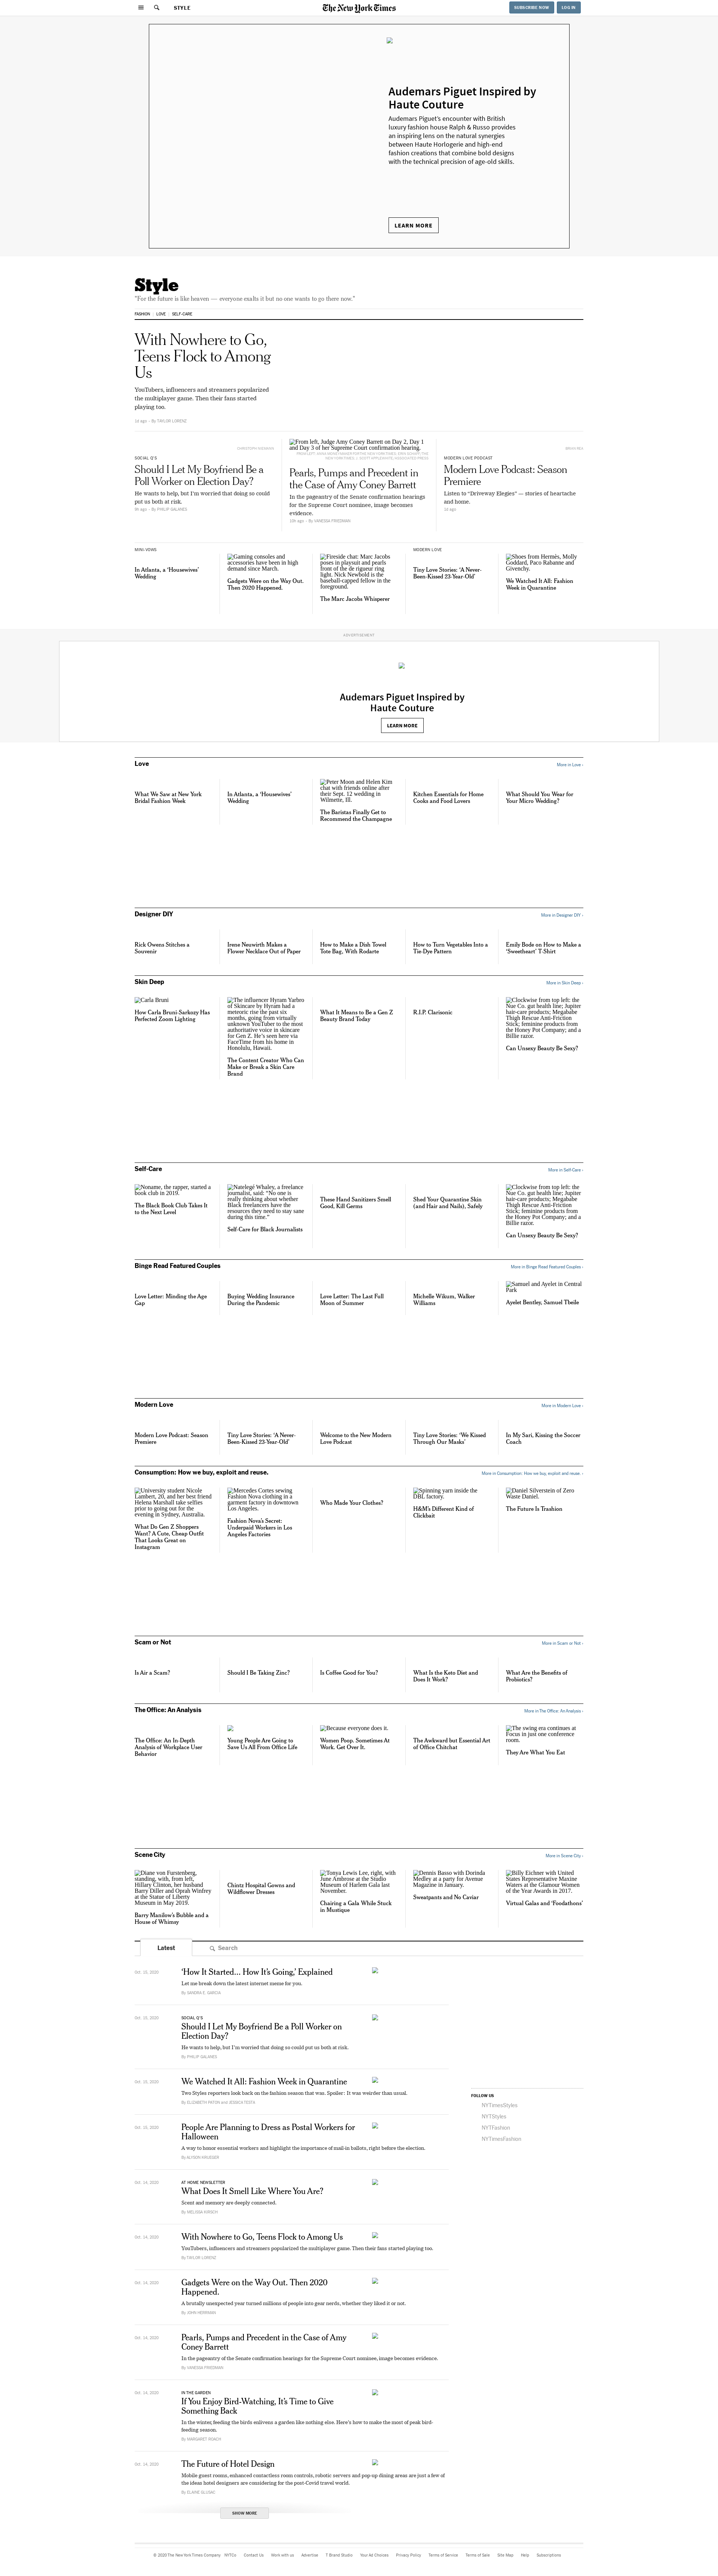 STYLE
The New York Times
SUBSCRIBE NOW
LOG IN
Audemars Piguet Inspired by
Haute Couture
Audemars Piguet's encounter with British
luxury fashion house Ralph & Russo provides
an inspiring lens on the natural synergies
between Haute Horlogerie and high-end
fashion creations that combine bold designs
with the technical precision of age-old skills.
LEARN MORE
Style
"For the future is like heaven — everyone exalts it but no one wants to go there now."
FASHION
LOVE
SELF-CARE
With Nowhere to Go,
Teens Flock to Among
Us
YouTubers, influencers and streamers popularized
the multiplayer game. Then their fans started
playing too.
1d ago - By TAYLOR LORENZ
SOCIAL Q'S
Should I Let My Boyfriend Be a
Poll Worker on Election Day?
He wants to help, but I'm worried that doing so could
put us both at risk.
9h ago - By PHILIP GALANES
From left, Judge Amy Coney Barrett on Day 2, Day 1
and Day 3 of her Supreme Court confirmation hearing.
Pearls, Pumps and Precedent in
the Case of Amy Coney Barrett
In the pageantry of the Senate confirmation hearings
for the Supreme Court nominee, image becomes
evidence.
By VANESSA FRIEDMAN
MODERN LOVE PODCAST
Modern Love Podcast: Season
Premiere
Listen to "Driveway Elegies" — stories of heartache
and home.
MINI-VOWS
In Atlanta, a 'Housewives'
Wedding
Gaming consoles and
accessories have been in high
demand since March.
Gadgets Were on the Way Out.
Then 2020 Happened.
Fireside chat: Marc Jacobs
poses in playsuit and pearls
front of the de rigueur ring
light. Nick Newbold is the
baseball-capped fellow in the
foreground.
The Marc Jacobs Whisperer
MODERN LOVE
Tiny Love Stories: 'A Never-
Been-Kissed 23-Year-Old'
Shoes from Hermès, Molly
Goddard, Paco Rabanne and
Givenchy.
We Watched It All: Fashion
Week in Quarantine
ADVERTISEMENT
Audemars Piguet Inspired by
Haute Couture
LEARN MORE
Love
More in Love ›
What We Saw at New York
Bridal Fashion Week
In Atlanta, a 'Housewives'
Wedding
Peter Moon and Helen Kim
chat with friends online after
their Sept. 12 wedding in
Wilmette, Ill.
The Baristas Finally Get to
Recommend the Champagne
Kitchen Essentials for Home
Cooks and Food Lovers
What Should You Wear for
Your Micro Wedding?
Designer DIY
More in Designer DIY ›
Rick Owens Stitches a
Souvenir
Irene Neuwirth Makes a
Flower Necklace Out of Paper
How to Make a Dish Towel
Tote Bag, With Rodarte
How to Turn Vegetables Into a
Tie-Dye Pattern
Emily Bode on How to Make a
'Sweetheart' T-Shirt
Skin Deep
More in Skin Deep ›
Carla Bruni
How Carla Bruni-Sarkozy Has
Perfected Zoom Lighting
The influencer Hyram Yarbro
of Skincare by Hyram had a
meteoric rise the past six
months, going from virtually
unknown YouTuber to the most
authoritative voice in skincare
for Gen Z. He's seen here via
FaceTime from his home in
Honolulu, Hawaii.
The Content Creator Who Can
Make or Break a Skin Care
Brand
What It Means to Be a Gen Z
Beauty Brand Today
R.I.P. Clarisonic
Clockwise from top left: the
Nue Co. gut health line; Jupiter
hair-care products; Megababe
Thigh Rescue Anti-Friction
Stick; feminine products from
the Honey Pot Company; and a
Billie razor.
Can Unsexy Beauty Be Sexy?
Self-Care
More in Self-Care ›
Noname, the rapper, started a
book club in 2019.
The Black Book Club Takes It
to the Next Level
Natelegé Whaley, a freelance
journalist, said: "No one is
really thinking about whether
Black freelancers have the
resources they need to stay sane
during this time."
Self-Care for Black Journalists
These Hand Sanitizers Smell
Good, Kill Germs
Shed Your Quarantine Skin
(and Hair and Nails), Safely
Clockwise from top left: the
Nue Co. gut health line; Jupiter
hair-care products; Megababe
Thigh Rescue Anti-Friction
Stick; feminine products from
the Honey Pot Company; and a
Billie razor.
Can Unsexy Beauty Be Sexy?
Binge Read Featured Couples
More in Binge Read Featured Couples ›
Love Letter: Minding the Age
Gap
Buying Wedding Insurance
During the Pandemic
Love Letter: The Last Full
Moon of Summer
Michelle Wikum, Walker
Williams
Samuel and Ayelet in Central
Park
Ayelet Bentley, Samuel Theile
Modern Love
More in Modern Love ›
Modern Love Podcast: Season
Premiere
Tiny Love Stories: 'A Never-
Been-Kissed 23-Year-Old'
Welcome to the New Modern
Love Podcast
Tiny Love Stories: 'We Kissed
Through Our Masks'
In My Sari, Kissing the Soccer
Coach
Consumption: How we buy, exploit and reuse.
More in Consumption: How we buy, exploit and reuse. ›
University student Nicole
Lambert, 20, and her best friend
Helena Marshall take selfies
prior to going out for the
evening in Sydney, Australia.
What Do Gen Z Shoppers
Want? A Cute, Cheap Outfit
That Looks Great on
Instagram
Mercedes Cortes sewing
Fashion Nova clothing in a
garment factory in downtown
Los Angeles.
Fashion Nova's Secret:
Underpaid Workers in Los
Angeles Factories
Who Made Your Clothes?
Spinning yarn inside the
DBL factory.
H&M's Different Kind of
Clickbait
Daniel Silverstein of Zero
Waste Daniel.
The Future Is Trashion
Scam or Not
More in Scam or Not ›
Is Air a Scam?
Should I Be Taking Zinc?
Is Coffee Good for You?
What Is the Keto Diet and
Does It Work?
What Are the Benefits of
Probiotics?
The Office: An Analysis
More in The Office: An Analysis ›
The Office: An In-Depth
Analysis of Workplace User
Behavior
Young People Are Going to
Save Us All From Office Life
Because everyone does it.
Women Poop. Sometimes At
Work. Get Over It.
The Awkward but Essential Art
of Office Chitchat
The swing era continues at
Focus in just one conference
room.
They Are What You Eat
Scene City
More in Scene City ›
Diane von Furstenberg,
standing, with, from left,
Hillary Clinton, her husband
Barry Diller and Oprah Winfrey
at the Statue of Liberty
Museum in May 2019.
Barry Manilow's Bubble and a
House of Whimsy
Chintz Hospital Gowns and
Wildflower Dresses
Tonya Lewis Lee, right, with
June Ambrose at the Studio
Museum of Harlem Gala last
November.
Chairing a Gala While Stuck
in Mustique
Dennis Basso with Dorinda
Medley at a party for Avenue
Magazine in January.
Sweatpants and No Caviar
Billy Eichner with United
States Representative Maxine
Waters at the Glamour Women
of the Year Awards in 2017.
Virtual Galas and 'Foodathons'
Latest
Search
Oct. 15, 2020
'How It Started... How It's Going,' Explained
Let me break down the latest internet meme for you.
By SANDRA E. GARCIA
Oct. 15, 2020
SOCIAL Q'S
Should I Let My Boyfriend Be a Poll Worker on
Election Day?
He wants to help, but I'm worried that doing so could put us both at risk.
By PHILIP GALANES
Oct. 15, 2020
We Watched It All: Fashion Week in Quarantine
Two Styles reporters look back on the fashion season that was. Spoiler: It was weirder than usual.
By ELIZABETH PATON and JESSICA TESTA
Oct. 15, 2020
People Are Planning to Dress as Postal Workers for
Halloween
A way to honor essential workers and highlight the importance of mail-in ballots, right before the election.
By ALYSON KRUEGER
Oct. 14, 2020
AT HOME NEWSLETTER
What Does It Smell Like Where You Are?
Scent and memory are deeply connected.
By MELISSA KIRSCH
Oct. 14, 2020
With Nowhere to Go, Teens Flock to Among Us
YouTubers, influencers and streamers popularized the multiplayer game. Then their fans started playing too.
By TAYLOR LORENZ
Oct. 14, 2020
Gadgets Were on the Way Out. Then 2020
Happened.
A brutally unexpected year turned millions of people into gear nerds, whether they liked it or not.
By JOHN HERRMAN
Oct. 14, 2020
Pearls, Pumps and Precedent in the Case of Amy
Coney Barrett
In the pageantry of the Senate confirmation hearings for the Supreme Court nominee, image becomes evidence.
By VANESSA FRIEDMAN
Oct. 14, 2020
IN THE GARDEN
If You Enjoy Bird-Watching, It's Time to Give
Something Back
In the winter, feeding the birds enlivens a garden like nothing else. Here's how to make the most of peak bird-
feeding season.
By MARGARET ROACH
Oct. 14, 2020
The Future of Hotel Design
Mobile guest rooms, enhanced contactless room controls, robotic servers and pop-up dining areas are just a few of
the ideas hotel designers are considering for the post-Covid travel world.
By ELAINE GLUSAC
SHOW MORE
FOLLOW US
NYTimesStyles
NYTStyles
NYTFashion
NYTimesFashion
© 2020 The New York Times Company
NYTCo
Contact Us
Work with us
Advertise
T Brand Studio
Your Ad Choices
Privacy Policy
Terms of Service
Terms of Sale
Site Map
Help
Subscriptions